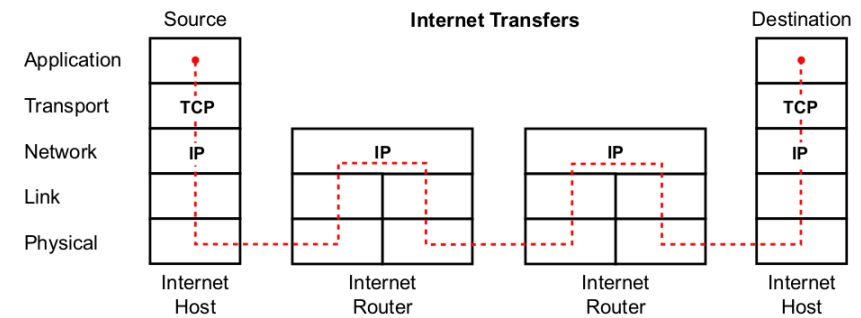 Source Internet Transfers Destination
Application
Transport TCP TCP
Network IP IP IP IP
Link
Physical
Internet Internet Internet Internet
Host Router Router Host